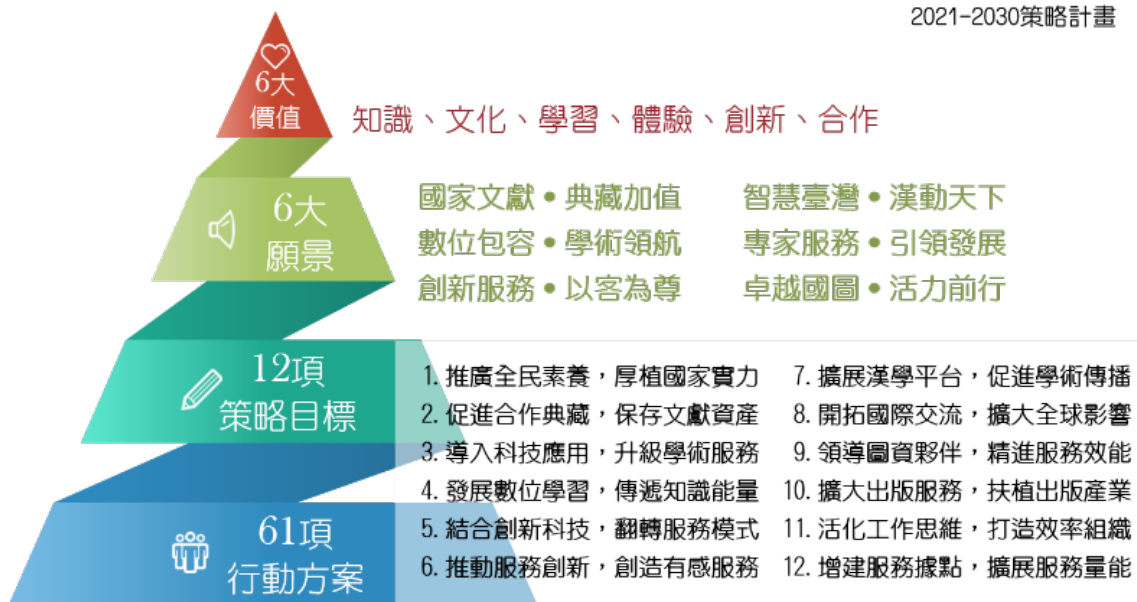 2021-2030策略計畫
6大
價值
知識、文化、學習、體驗、創新、合作
6大
願景
國家文獻•典藏加值
數位包容•學術領航
創新服務•以客為尊
智慧臺灣•漢動天下
專家服務•引領發展
卓越國圖•活力前行
12項
策略目標
1. 推廣全民素養，厚植國家實力
2. 促進合作典藏，保存文獻資產
3. 導入科技應用，升級學術服務
4. 發展數位學習，傳遞知識能量
5. 結合創新科技，翻轉服務模式
6. 推動服務創新，創造有感服務
7. 擴展漢學平台，促進學術傳播
8. 開拓國際交流，擴大全球影響
9. 領導圖資夥伴，精進服務效能
10. 擴大出版服務，扶植出版產業
11. 活化工作思維，打造效率組織
12. 增建服務據點，擴展服務量能
61項
行動方案